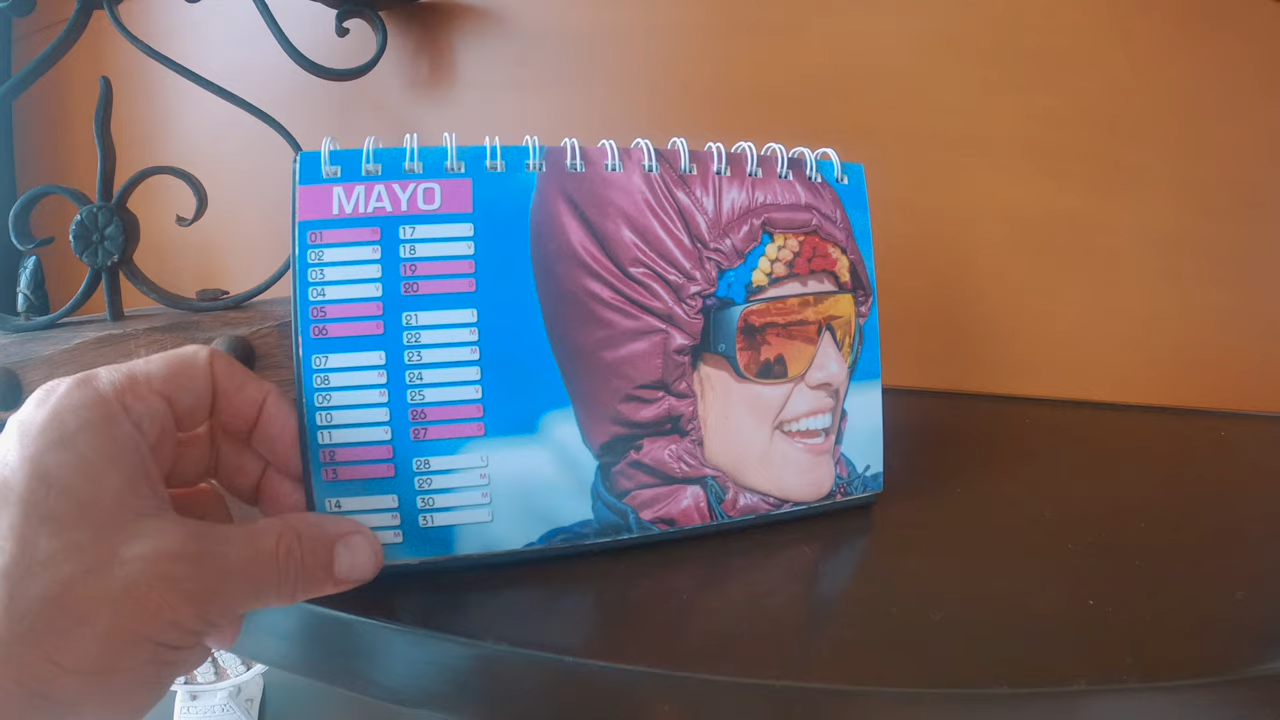 MAYO
01 M
02 M
03 J
04 V
05 S
06 D
07 L
08 M
09 M
10 J
11 V
12 S
13 D
14 L
M
M
17 J
18 V
19 S
20 D
21 L
22 M
23 M
24 J
25 V
26 S
27 D
28 L
29 M
30 M
31 J